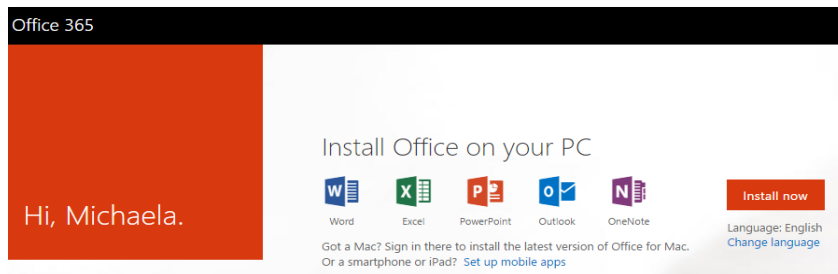 Office 365
Hi, Michaela.
Install Office on your PC
Word Excel PowerPoint Outlook OneNote
Got a Mac? Sign in there to install the latest version of Office for Mac.
Or a smartphone or iPad? Set up mobile apps
Install now
Language: English
Change language